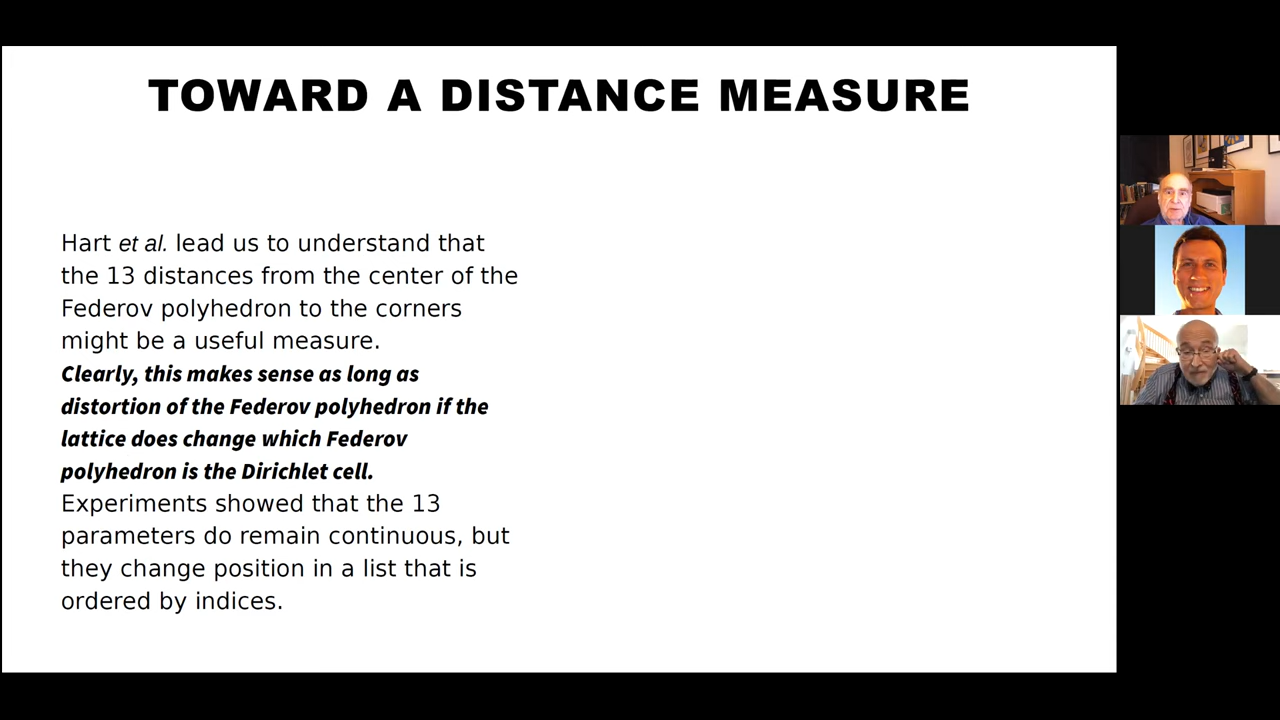 TOWARD A DISTANCE MEASURE
Hart et al. lead us to understand that
the 13 distances from the center of the
Federov polyhedron to the corners
might be a useful measure.
Clearly, this makes sense as long as
distortion of the Federov polyhedron if the
lattice does change which Federov
polyhedron is the Dirichlet cell.
Experiments showed that the 13
parameters do remain continuous, but
they change position in a list that is
ordered by indices.